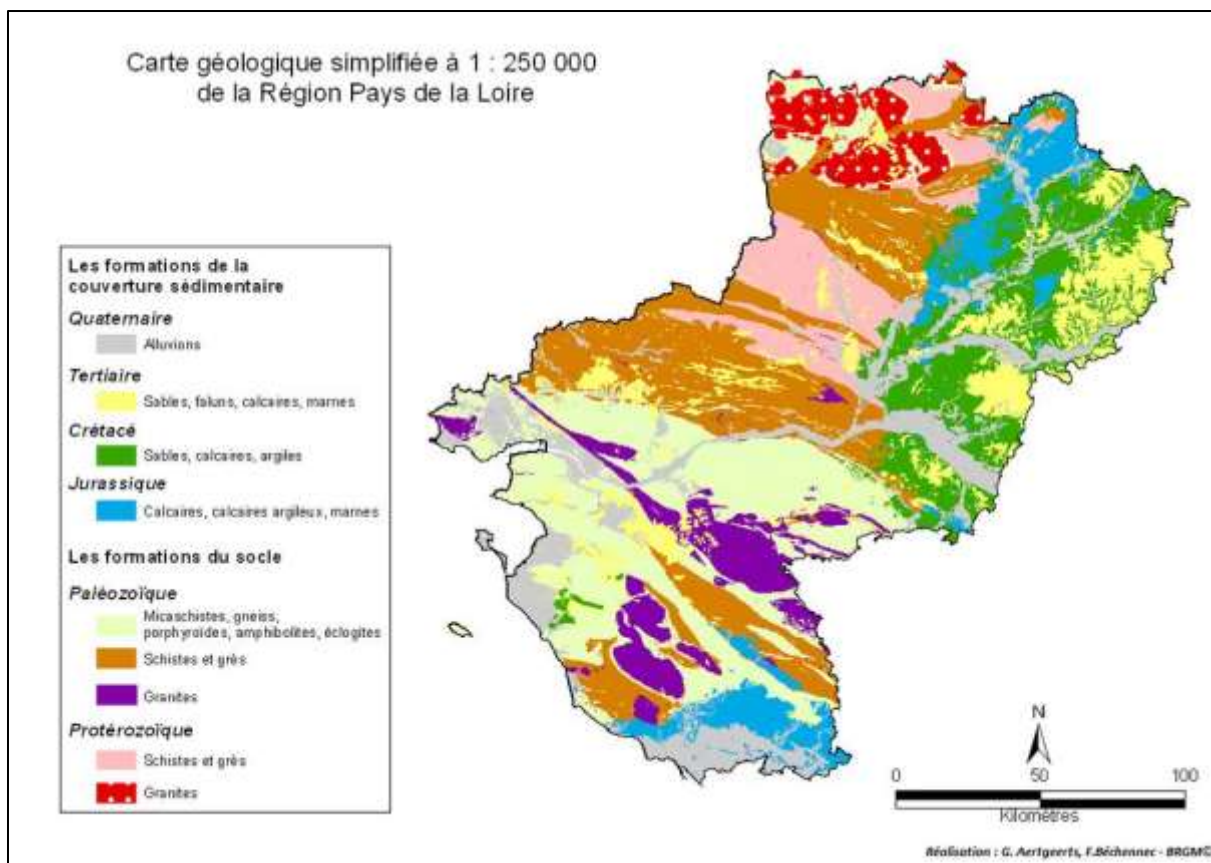 Carte géologique simplifiée à 1 : 250 000
de la Région Pays de la Loire
Les formations de la
couverture sédimentaire
Quaternaire
Alluvions
Tertiaire
Sables, faluns, calcaires, marnes
Crétacé
Sables, calcaires, argiles
Jurassique
Calcaires, calcaires argileux, marnes
Les formations du socle
Paléozoïque
Micaschistes, gneiss,
porphyroïdes, amphibolites, éclogites
Schistes et grès
Granites
Protérozoïque
Schistes et grès
Granites
N
0 50 100
Kilomètres
Réalisation : G. Aertgeerts, F.Béchennec - BRGM©